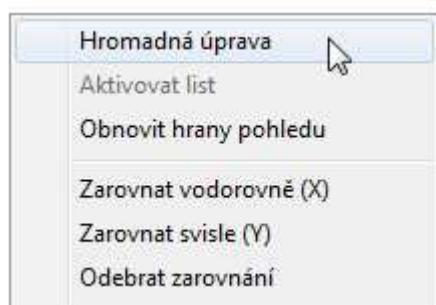 Hromadná úprava
Aktivovat list
Obnovit hrany pohledu
Zarovnat vodorovně (X)
Zarovnat svisle (Y)
Odebrat zarovnání